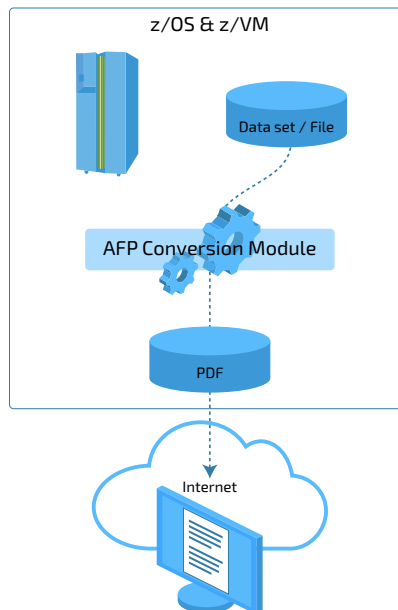 z/OS & z/VM
Data set / File
AFP Conversion Module
PDF
Internet